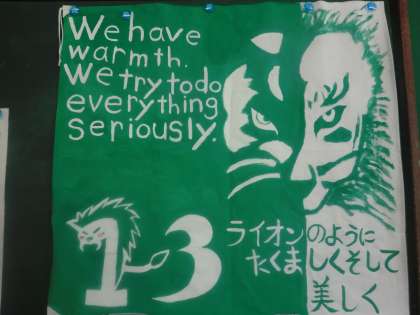 We have
warmth.
We try to do
everything
seriously.
1-3
ライオンのように
たくましくそして
美しく